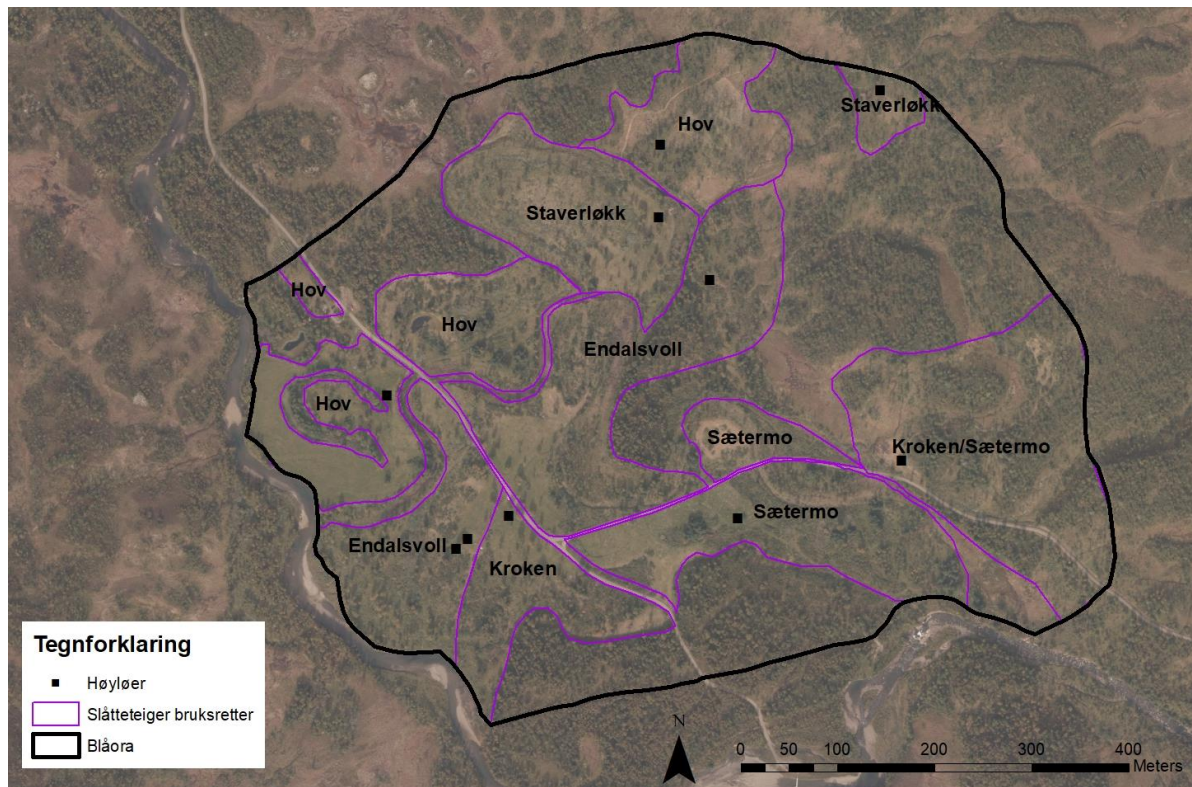 Staverløkk
Hov
Staverløkk
Hov
Hov
Endalsvoll
Hov
Sætermo
Kroken/Sætermo
Sætermo
Endalsvoll
Kroken
Tegnforklaring
Høyløer
Slåtteteiger bruksretter
Blåora
N
0 50 100 200 300 400
Meters